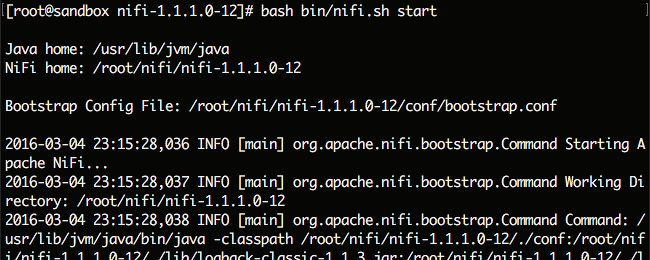 [root@sandbox nifi-1.1.1.0-12]# bash bin/nifi.sh start
Java home: /usr/lib/jvm/java
NiFi home: /root/nifi/nifi-1.1.1.0-12
Bootstrap Config File: /root/nifi/nifi-1.1.1.0-12/conf/bootstrap.conf
2016-03-04 23:15:28,036 INFO [main] org.apache.nifi.bootstrap.Command Starting A
pache NiFi...
2016-03-04 23:15:28,037 INFO [main] org.apache.nifi.bootstrap.Command Working Di
rectory: /root/nifi/nifi-1.1.1.0-12
2016-03-04 23:15:28,038 INFO [main] org.apache.nifi.bootstrap.Command Command: /
usr/lib/jvm/java/bin/java -classpath /root/nifi/nifi-1.1.1.0-12/./conf:/root/nif
i/nifi-1.1.1.0-12/./lib/logback-classic-1.1.3.jar:/root/nifi/nifi-1.1.1.0-12/./l